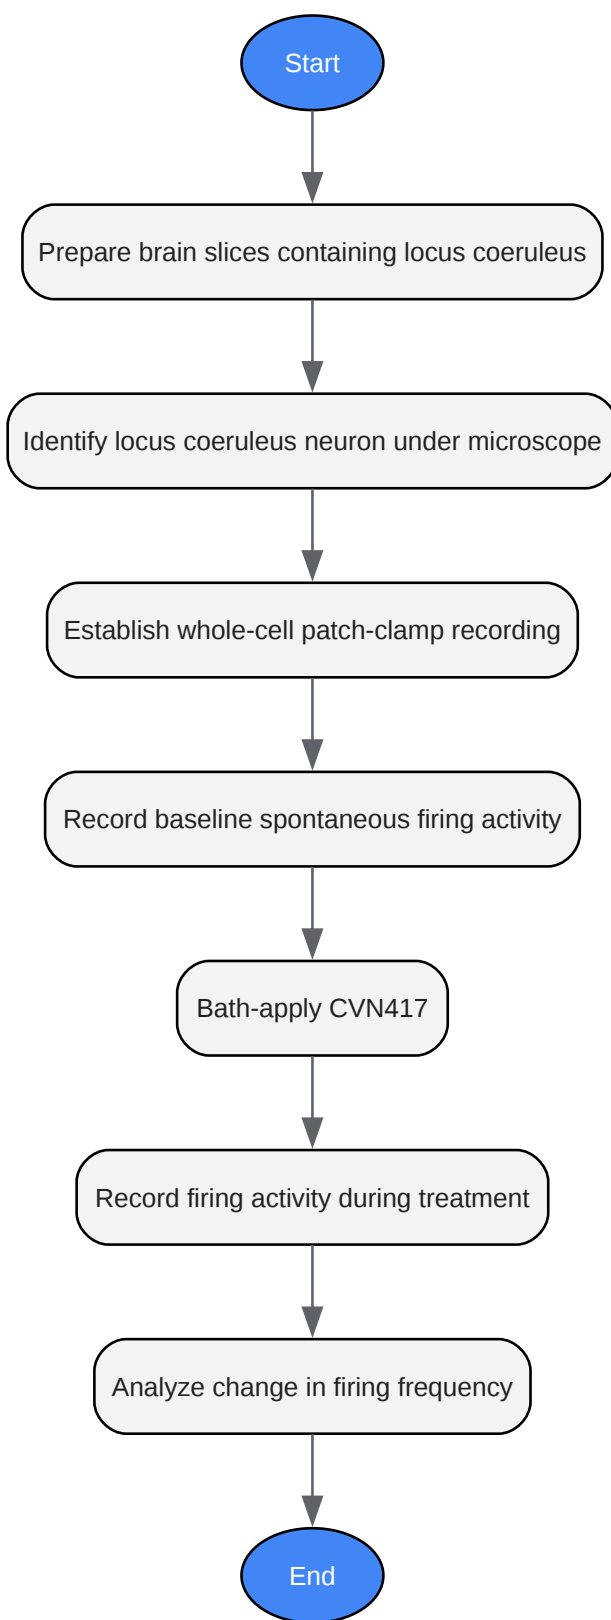 Start
Prepare brain slices containing locus coeruleus
Identify locus coeruleus neuron under microscope
Establish whole-cell patch-clamp recording
Record baseline spontaneous firing activity
Bath-apply CVN417
Record firing activity during treatment
Analyze change in firing frequency
End